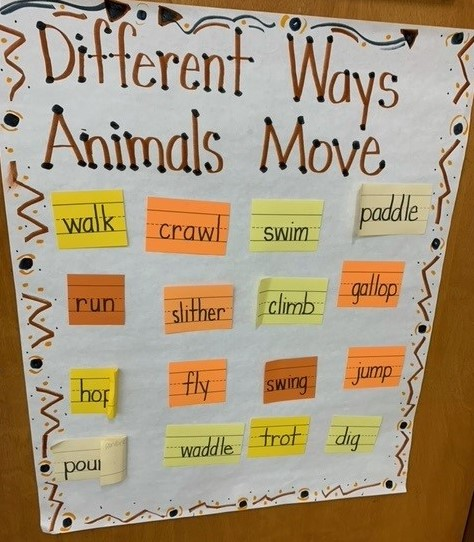 Different Ways
Animals Move
walk crawl swim paddle
run slither climb gallop
hop fly swing jump
waddle trot dig